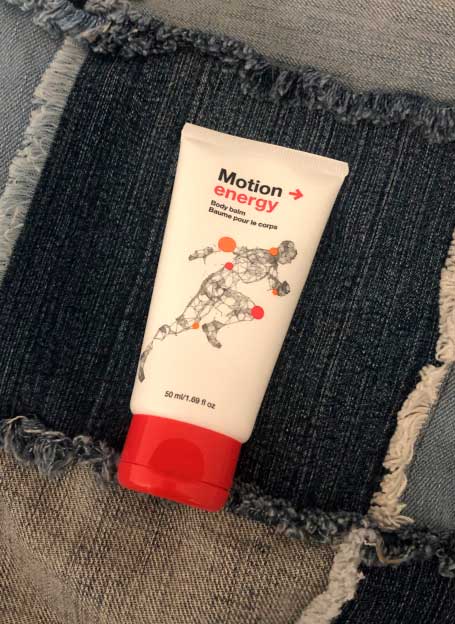 Motion →
energy
Body balm
Baume pour le corps
50 ml/1.69 fl oz